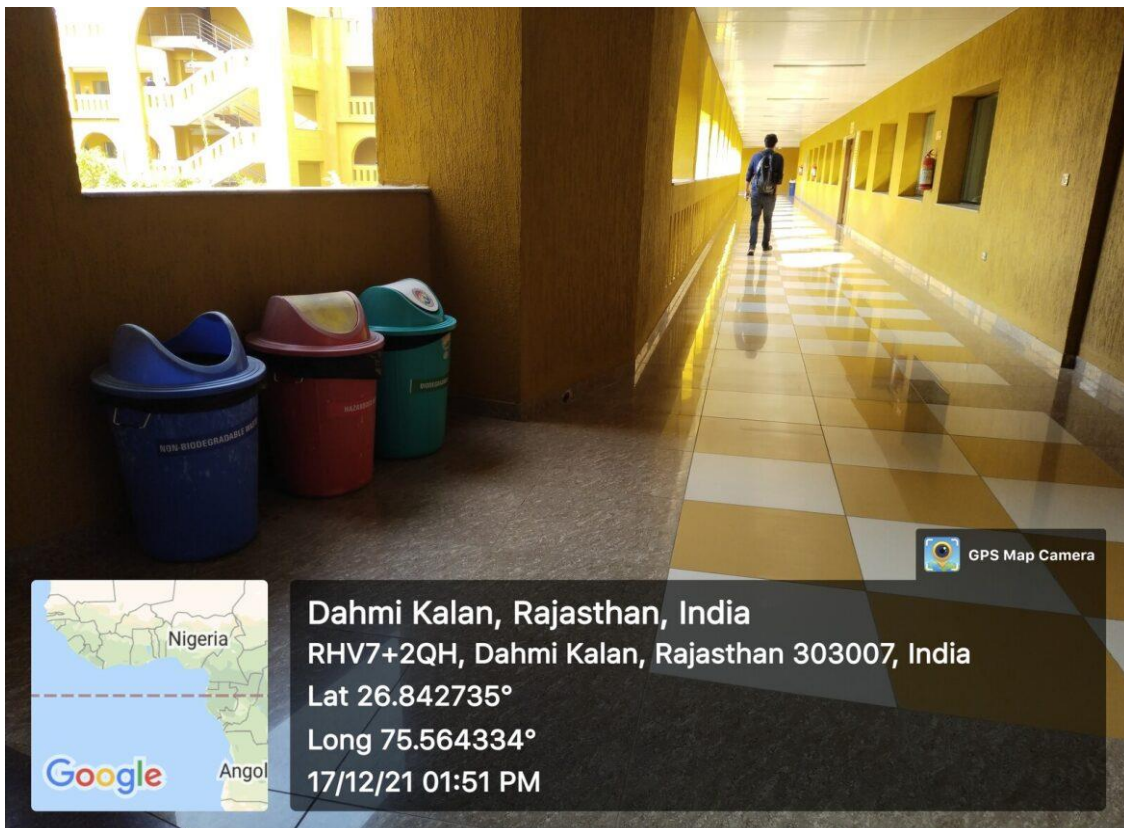 NON-BIODEGRADABLE
GPS Map Camera
Nigeria
Angol
Google
Dahmi Kalan, Rajasthan, India
RHV7+2QH, Dahmi Kalan, Rajasthan 303007, India
Lat 26.842735°
Long 75.564334°
17/12/21 01:51 PM